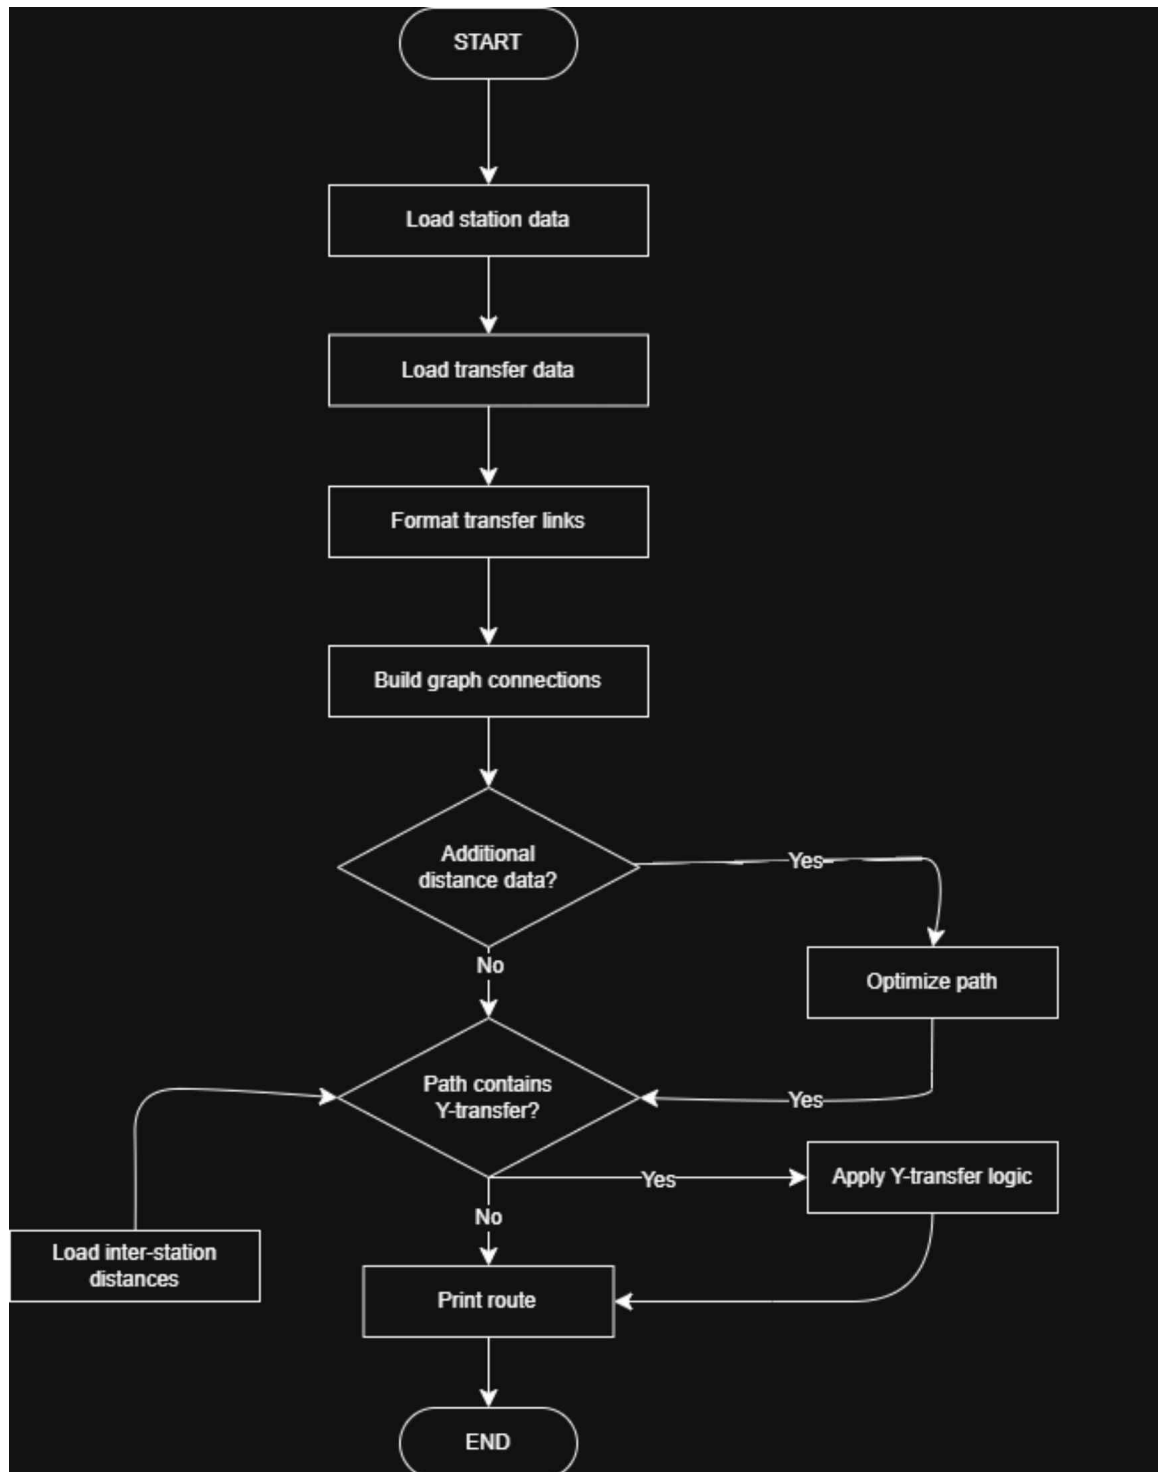 START
Load station data
Load transfer data
Format transfer links
Build graph connections
Additional
distance data?
Yes
No
Optimize path
Path contains
Y-transfer?
Yes
Yes
Apply Y-transfer logic
No
Load inter-station
distances
Print route
END